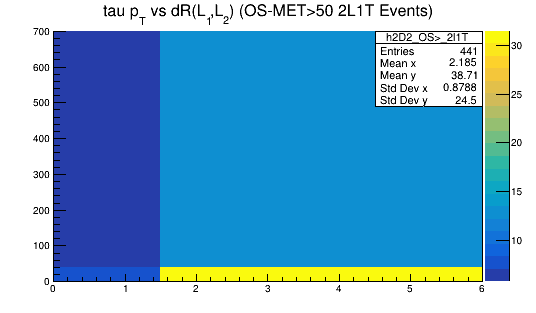 tau p_T vs dR(L_1,L_2) (OS-MET>50 2L1T Events)
h2D2_OS>_2l1T
Entries 441
Mean x 2.185
Mean y 38.71
Std Dev x 0.8788
Std Dev y 24.5
700
600
500
400
300
200
100
0
0 1 2 3 4 5 6
30
25
20
15
10